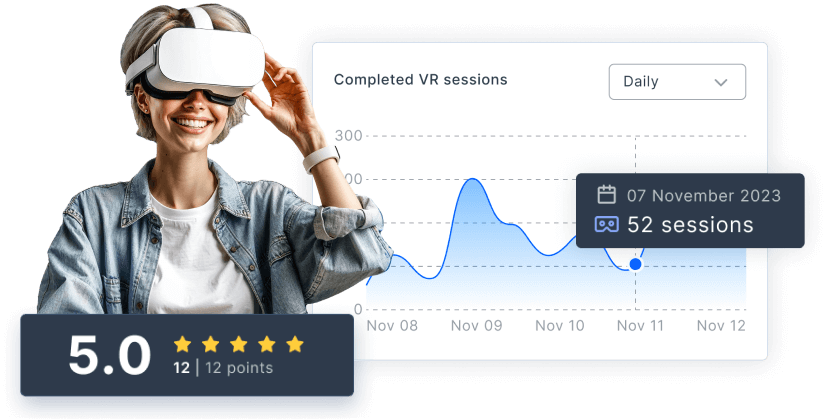 Completed VR sessions
Daily
300
00
07 November 2023
52 sessions
0
Nov 08
Nov 09
Nov 10
Nov 11
Nov 12
5.0
12 | 12 points